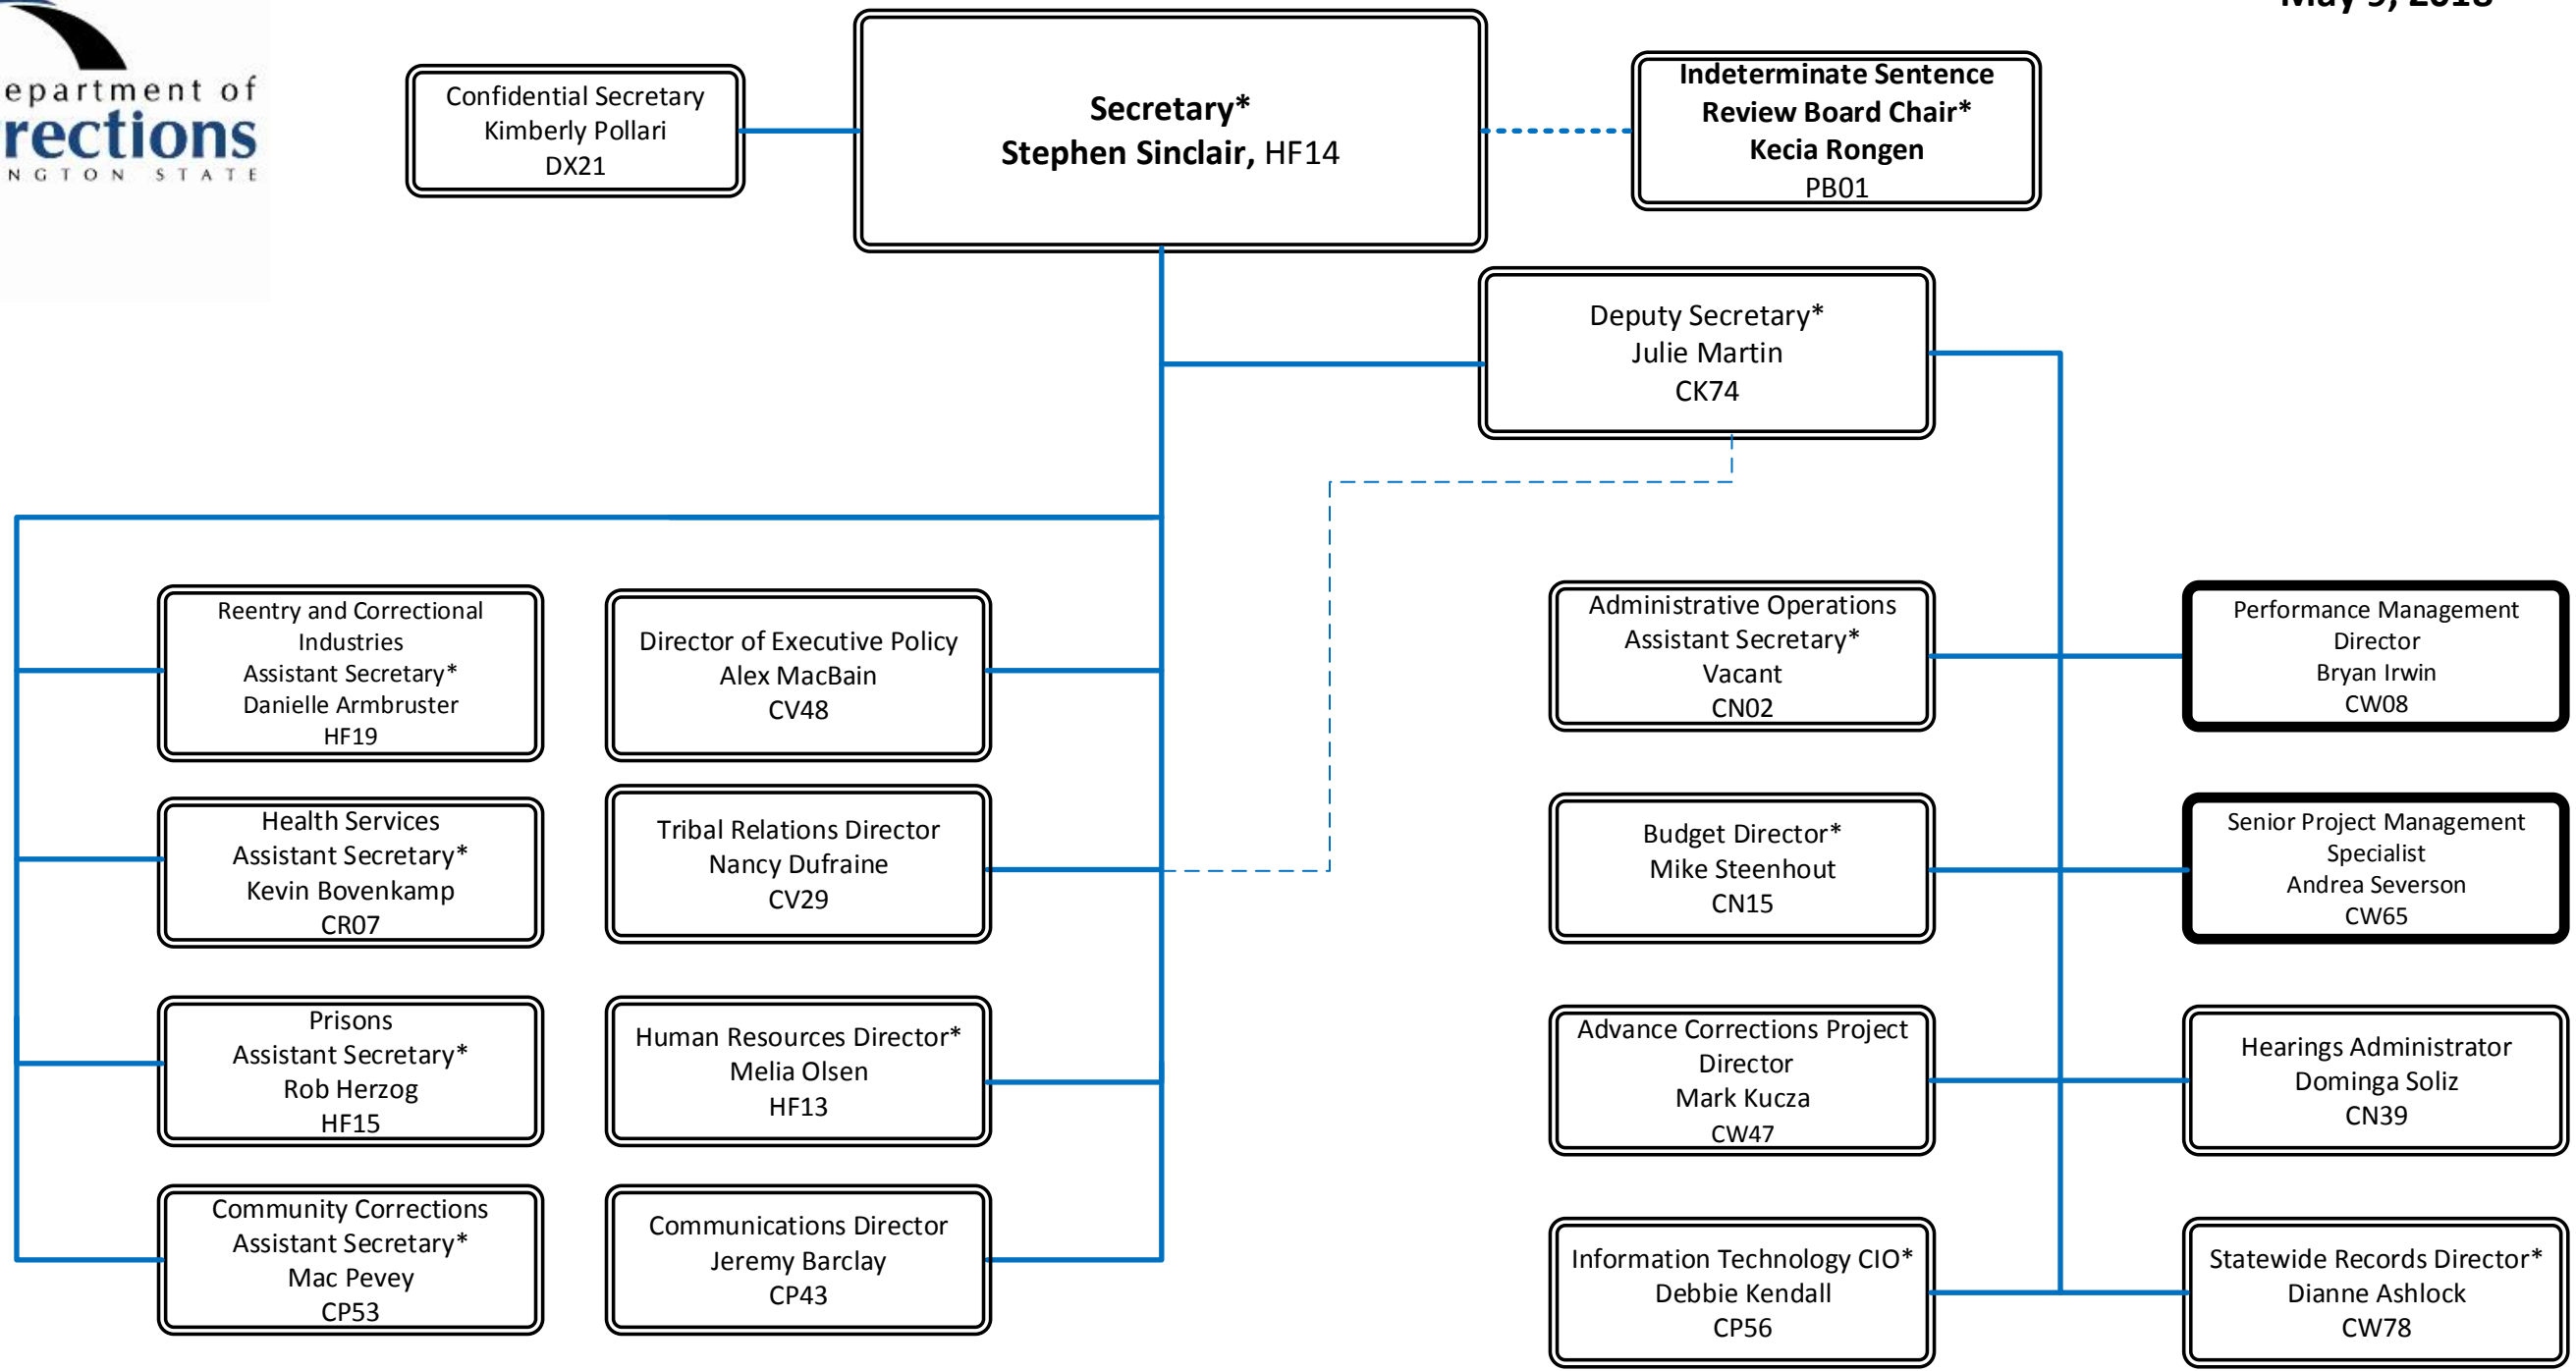 May 9, 2018
epartment of
rections
NGTON STATE
Confidential Secretary
Kimberly Pollari
DX21
Secretary*
Stephen Sinclair, HF14
Indeterminate Sentence
Review Board Chair*
Kecia Rongen
PB01
Deputy Secretary*
Julie Martin
CK74
Reentry and Correctional
Industries
Assistant Secretary*
Danielle Armbruster
HF19
Director of Executive Policy
Alex MacBain
CV48
Administrative Operations
Assistant Secretary*
Vacant
CN02
Performance Management
Director
Bryan Irwin
CW08
Health Services
Assistant Secretary*
Kevin Bovenkamp
CR07
Tribal Relations Director
Nancy Dufraine
CV29
Budget Director*
Mike Steenhout
CN15
Senior Project Management
Specialist
Andrea Severson
CW65
Prisons
Assistant Secretary*
Rob Herzog
HF15
Human Resources Director*
Melia Olsen
HF13
Advance Corrections Project
Director
Mark Kucza
CW47
Hearings Administrator
Dominga Soliz
CN39
Community Corrections
Assistant Secretary*
Mac Pevey
CP53
Communications Director
Jeremy Barclay
CP43
Information Technology CIO*
Debbie Kendall
CP56
Statewide Records Director*
Dianne Ashlock
CW78